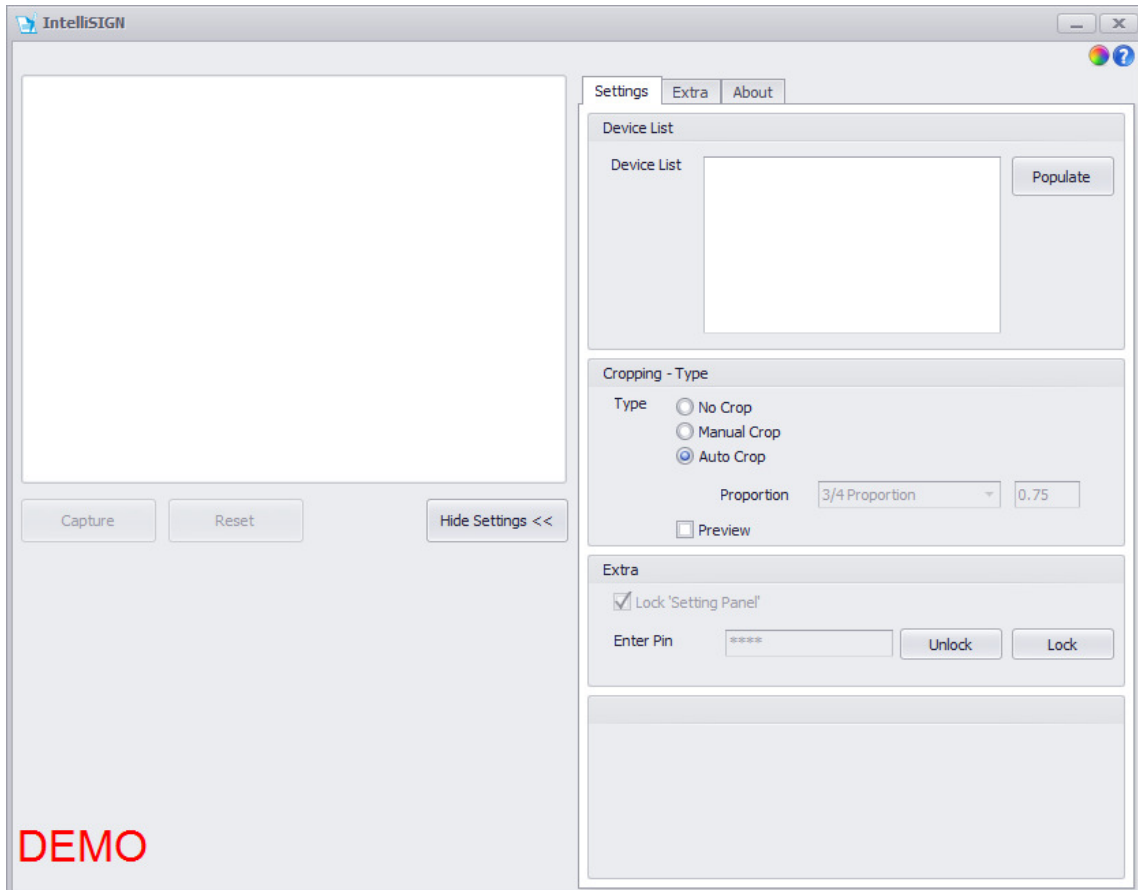 IntelliSIGN
Settings Extra About
Device List
Device List
Populate
Cropping - Type
Type
No Crop
Manual Crop
Auto Crop
Proportion 3/4 Proportion 0.75
Preview
Capture Reset Hide Settings <<
Extra
Lock 'Setting Panel'
Enter Pin **** Unlock Lock
DEMO